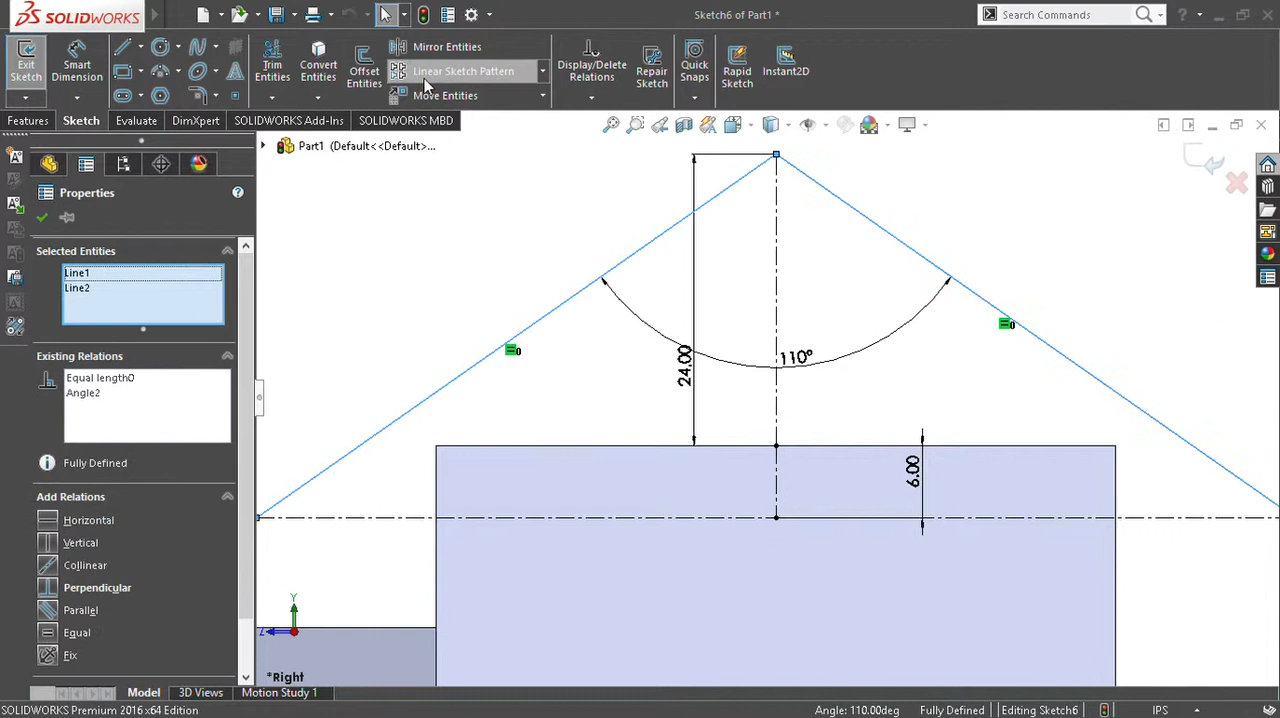 SOLIDWORKS
Sketch6 of Part1 *
Search Commands
?
Exit
Sketch
Smart
Dimension
Trim
Entities
Convert
Entities
Offset
Entities
Mirror Entities
Linear Sketch Pattern
Move Entities
Display/Delete
Relations
Repair
Sketch
Quick
Snaps
Rapid
Sketch
Instant2D
Features
Sketch
Evaluate
DimXpert
SOLIDWORKS Add-Ins
SOLIDWORKS MBD
Part1 (Default<<Default>...
Properties
?
Selected Entities
Line1
Line2
Existing Relations
Equal length0
Angle2
Fully Defined
Add Relations
Horizontal
Vertical
Collinear
Perpendicular
Parallel
Equal
Fix
24.00
110°
6.00
0
0
Y
Z
*Right
Model
3D Views
Motion Study 1
SOLIDWORKS Premium 2016 x64 Edition
Angle: 110.00deg
Fully Defined
Editing Sketch6
IPS